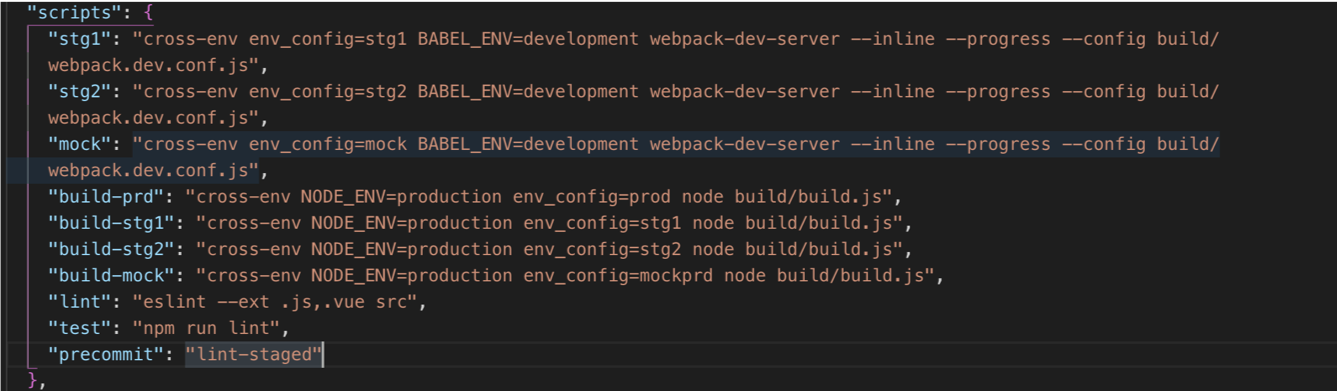 "scripts": {
"stg1": "cross-env env_config=stg1 BABEL_ENV=development webpack-dev-server --inline --progress --config build/
webpack.dev.conf.js",
"stg2": "cross-env env_config=stg2 BABEL_ENV=development webpack-dev-server --inline --progress --config build/
webpack.dev.conf.js",
"mock": "cross-env env_config=mock BABEL_ENV=development webpack-dev-server --inline --progress --config build/
webpack.dev.conf.js",
"build-prd": "cross-env NODE_ENV=production env_config=prod node build/build.js",
"build-stg1": "cross-env NODE_ENV=production env_config=stg1 node build/build.js",
"build-stg2": "cross-env NODE_ENV=production env_config=stg2 node build/build.js",
"build-mock": "cross-env NODE_ENV=production env_config=mockprd node build/build.js",
"lint": "eslint --ext .js,.vue src",
"test": "npm run lint",
"precommit": "lint-staged"
},